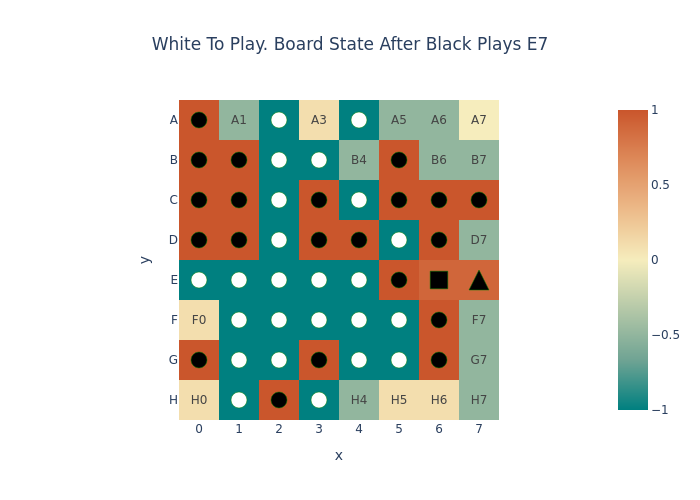 White To Play. Board State After Black Plays E7
A A1 A3 A5 A6 A7 1
B B4 B6 B7
C 0.5
D D7
y E 0
F F0 F7
G G7 −0.5
H H0 H4 H5 H6 H7 −1
0 1 2 3 4 5 6 7
x